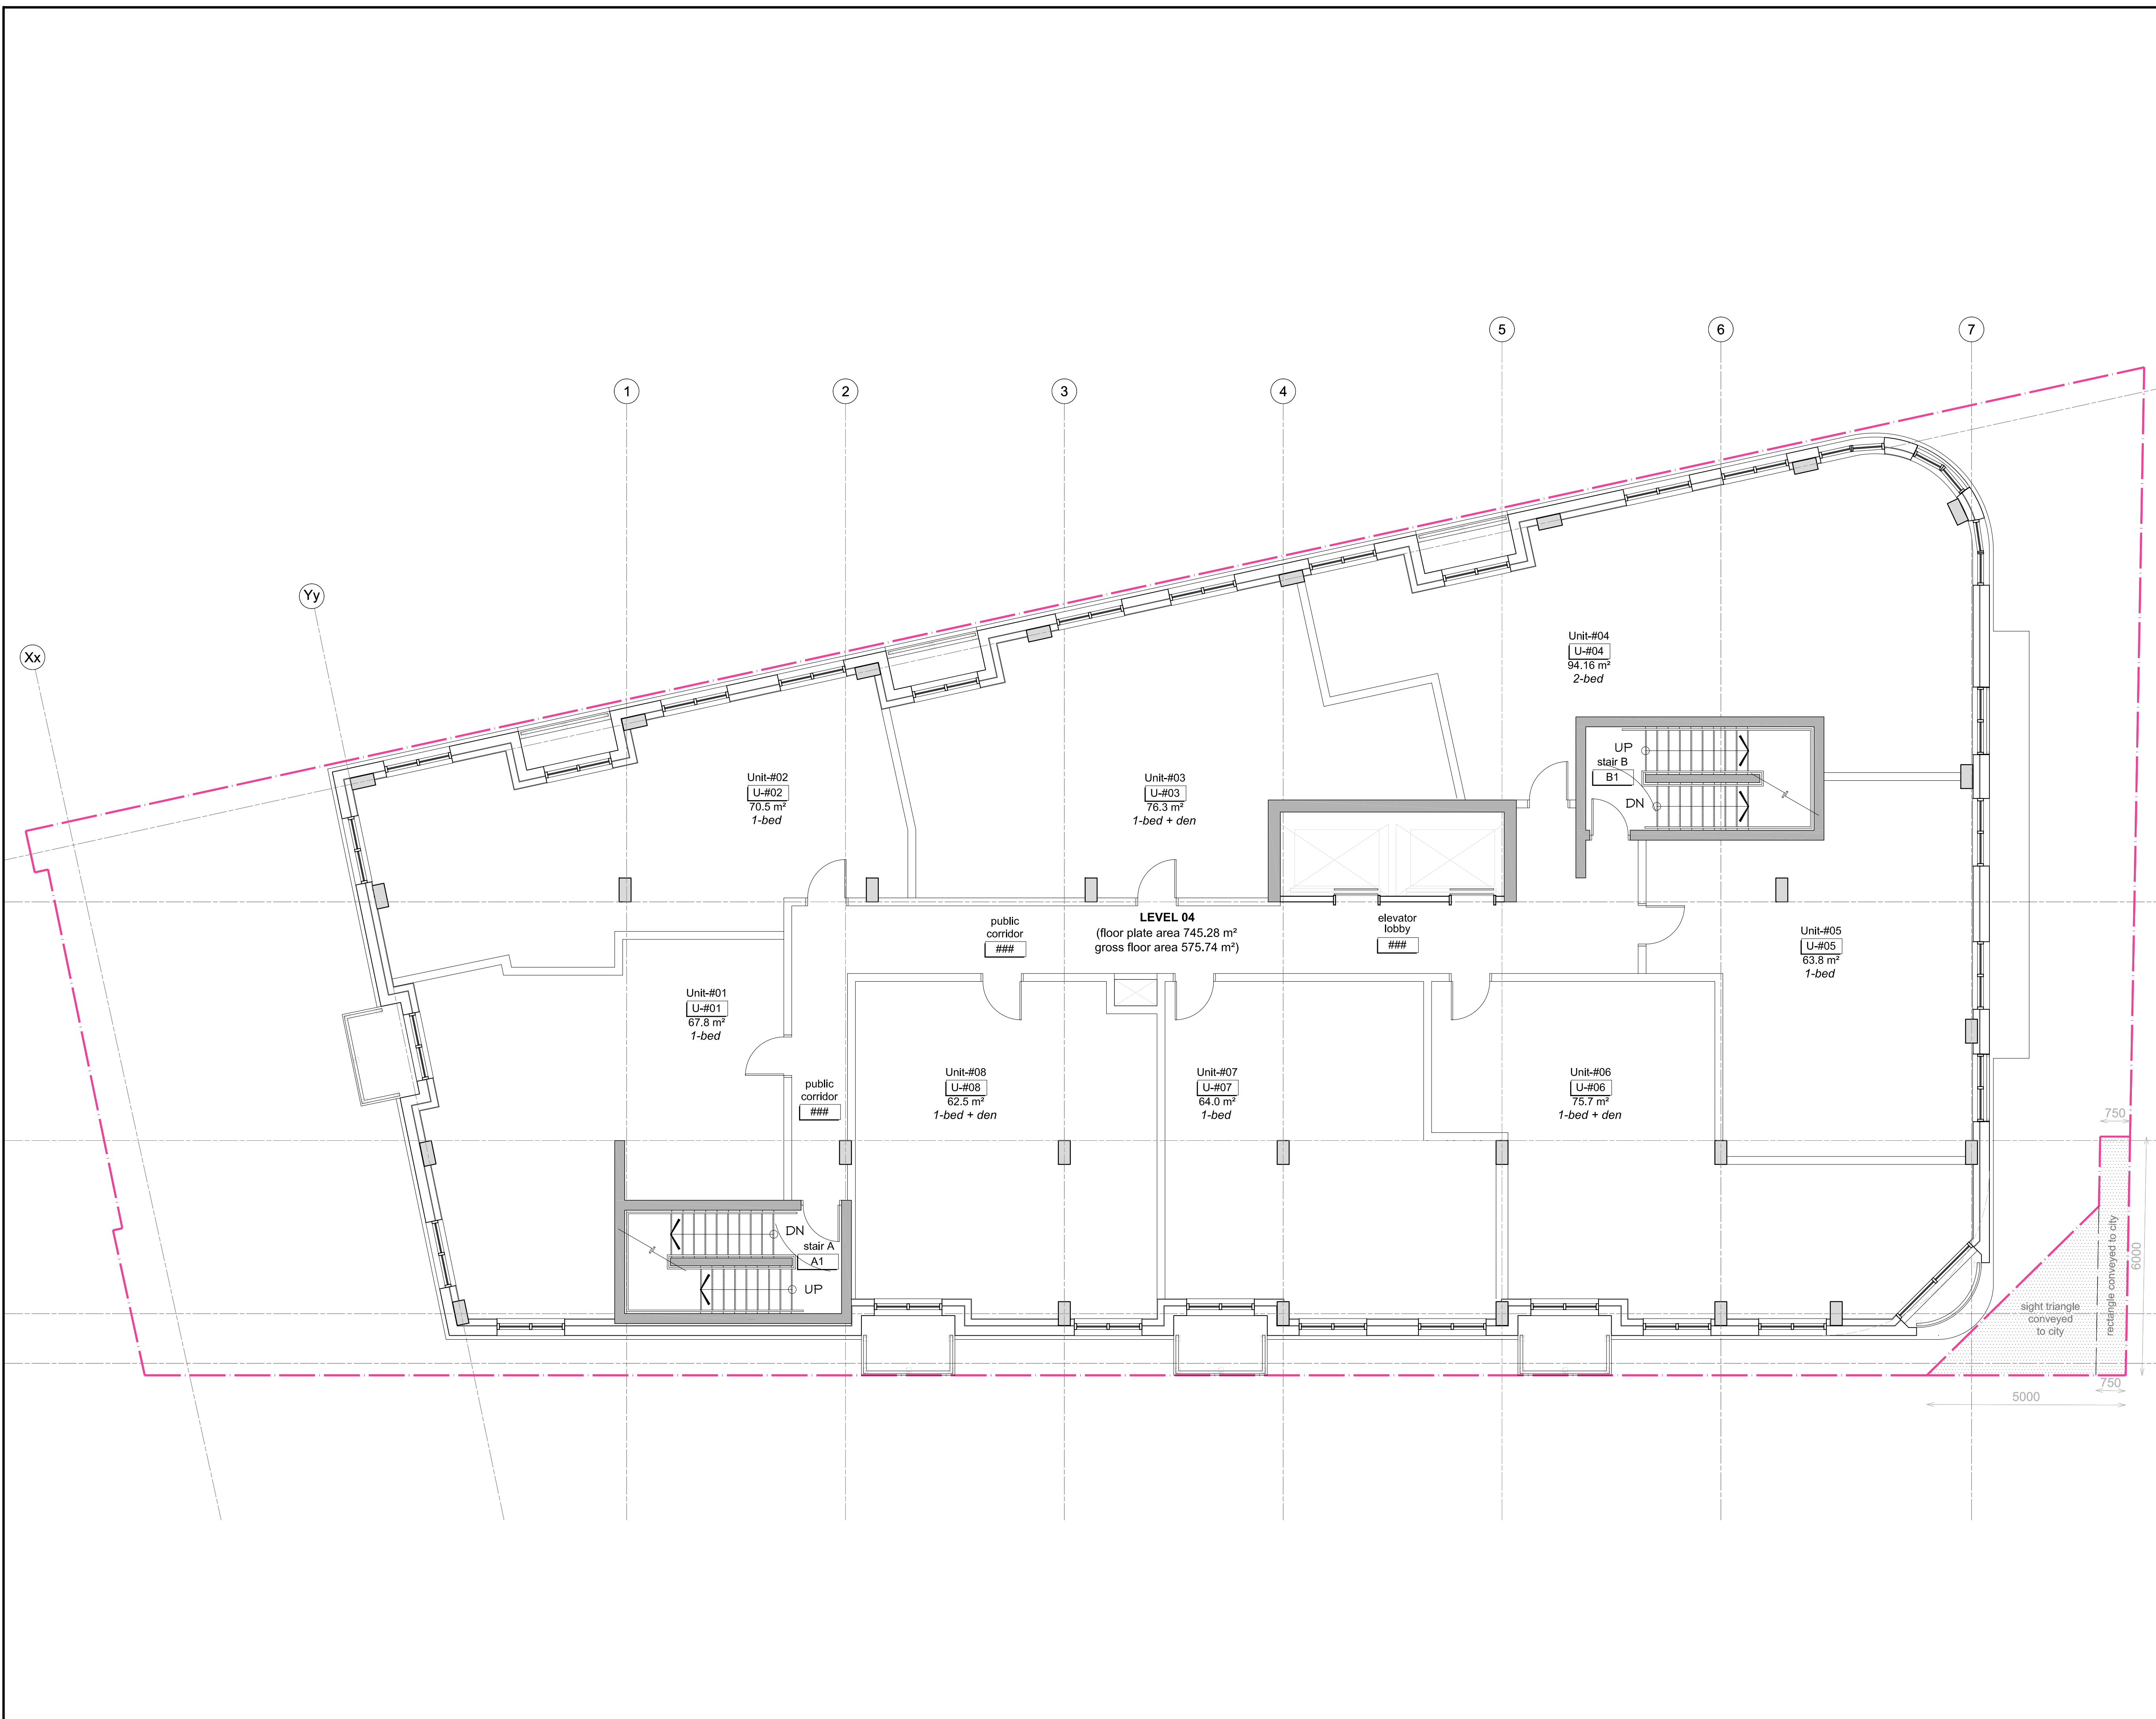 5
6
7
1
2
3
4
Yy
Xx
Unit-#04
U-#04
94.16 m²
2-bed
UP
stair B
B1
DN
Unit-#02
U-#02
70.5 m²
1-bed
Unit-#03
U-#03
76.3 m²
1-bed + den
public
corridor
###
LEVEL 04
(floor plate area 745.28 m²
gross floor area 575.74 m²)
elevator
lobby
###
Unit-#05
U-#05
63.8 m²
1-bed
Unit-#01
U-#01
67.8 m²
1-bed
public
corridor
###
Unit-#08
U-#08
62.5 m²
1-bed + den
Unit-#07
U-#07
64.0 m²
1-bed
Unit-#06
U-#06
75.7 m²
1-bed + den
DN
stair A
A1
UP
750
6000
rectangle conveyed to city
sight triangle
conveyed
to city
750
5000